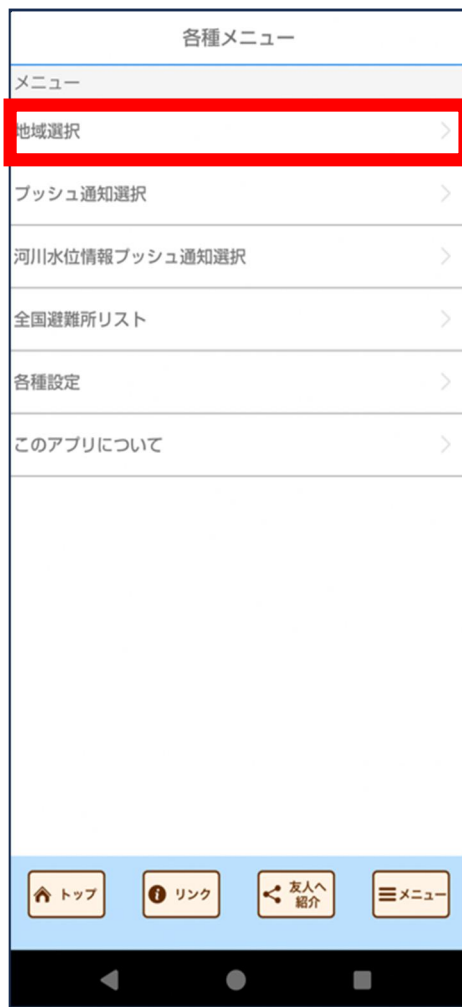 各種メニュー
メニュー
地域選択
プッシュ通知選択
河川水位情報プッシュ通知選択
全国避難所リスト
各種設定
このアプリについて
トップ
リンク
友人へ
紹介
メニュー